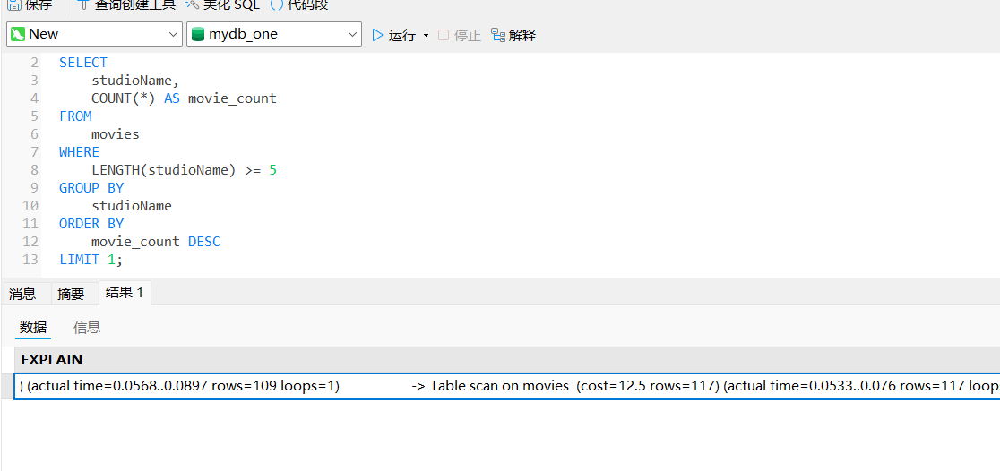 保存 查询创建工具 美化 SQL () 代码段
New mydb_one 运行 停止 解释
2 SELECT
3 studioName,
4 COUNT(*) AS movie_count
5 FROM
6 movies
7 WHERE
8 LENGTH(studioName) >= 5
9 GROUP BY
10 studioName
11 ORDER BY
12 movie_count DESC
13 LIMIT 1;
消息 摘要 结果 1
数据 信息
EXPLAIN
) (actual time=0.0568..0.0897 rows=109 loops=1) -> Table scan on movies (cost=12.5 rows=117) (actual time=0.0533..0.076 rows=117 loop